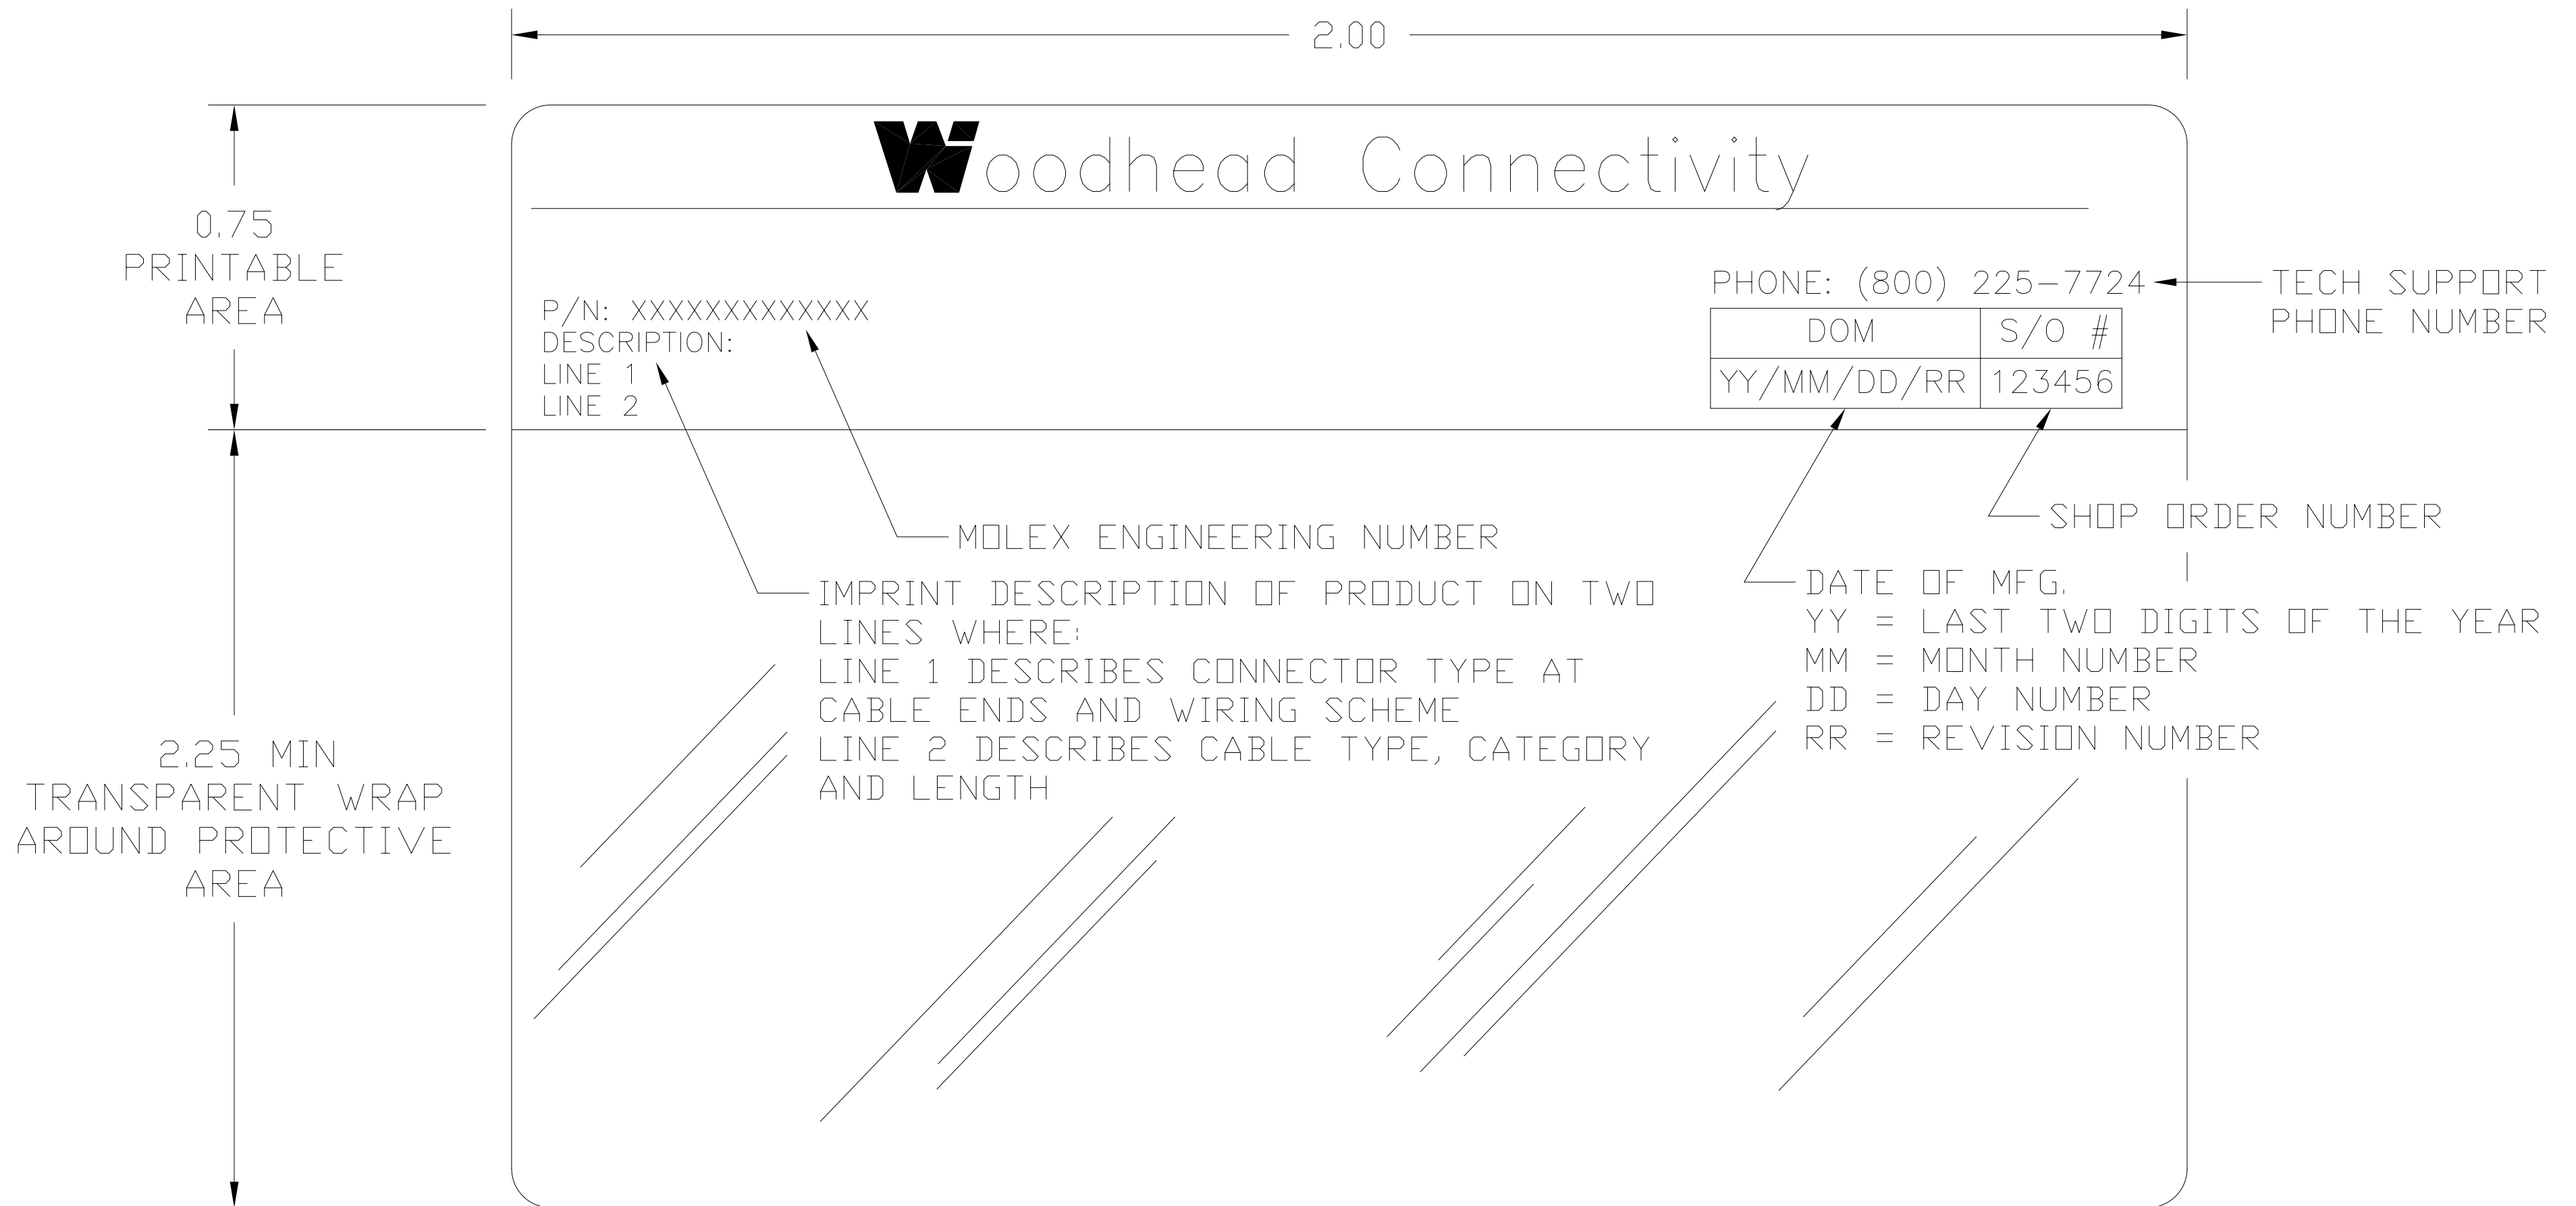 2.00
Woodhead Connectivity
0.75
PRINTABLE
AREA
PHONE: (800) 225-7724
TECH SUPPORT
PHONE NUMBER
P/N: XXXXXXXXXXXXX
DESCRIPTION:
LINE 1
LINE 2
DOM S/O #
YY/MM/DD/RR 123456
MOLEX ENGINEERING NUMBER
SHOP ORDER NUMBER
IMPRINT DESCRIPTION OF PRODUCT ON TWO
LINES WHERE:
LINE 1 DESCRIBES CONNECTOR TYPE AT
CABLE ENDS AND WIRING SCHEME
LINE 2 DESCRIBES CABLE TYPE, CATEGORY
AND LENGTH
DATE OF MFG.
YY = LAST TWO DIGITS OF THE YEAR
MM = MONTH NUMBER
DD = DAY NUMBER
RR = REVISION NUMBER
2.25 MIN
TRANSPARENT WRAP
AROUND PROTECTIVE
AREA